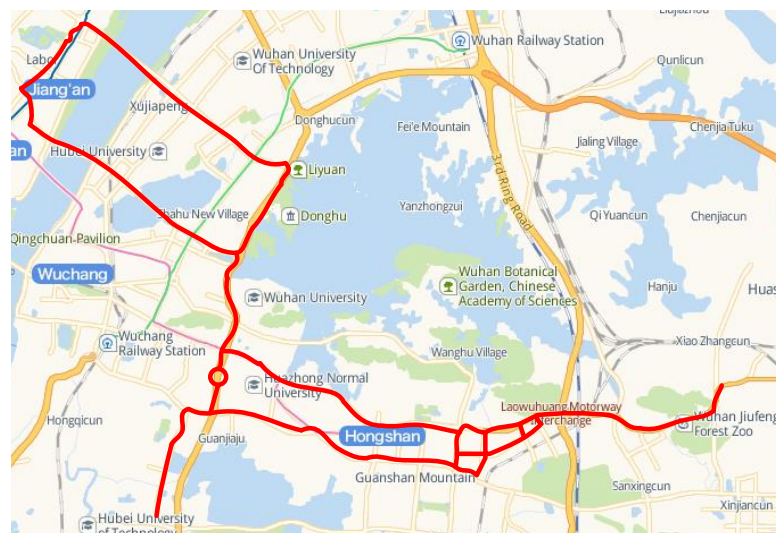 Liujiazhou
Wuhan Railway Station
Wuhan University
Of Technology
Labo
Qunlicun
Jiang'an
Xujiapeng
Donghucun
Fei'e Mountain
Chenjia Tuku
Jialing Village
Hubei University
an
Liyuan
3rd Ring Road
Yanzhongzui
Shahu New Village
Donghu
Qi Yuancun
Chenjiacun
Qingchuan-Pavilion
Wuchang
Wuhan Botanical
Garden, Chinese
Academy of Sciences
Hanju
Huas
Wuhan University
Wuchang
Railway Station
Wanghu Village
Xiao Zhangcun
Huazhong Normal
University
Hongqicun
Laowuhuang Motorway
Interchange
Wuhan Jiufeng
Forest Zoo
Guanjiaju
Hongshan
Guanshan Mountain
Sanxingcun
Xinjiancun
Hubei University
of Technology